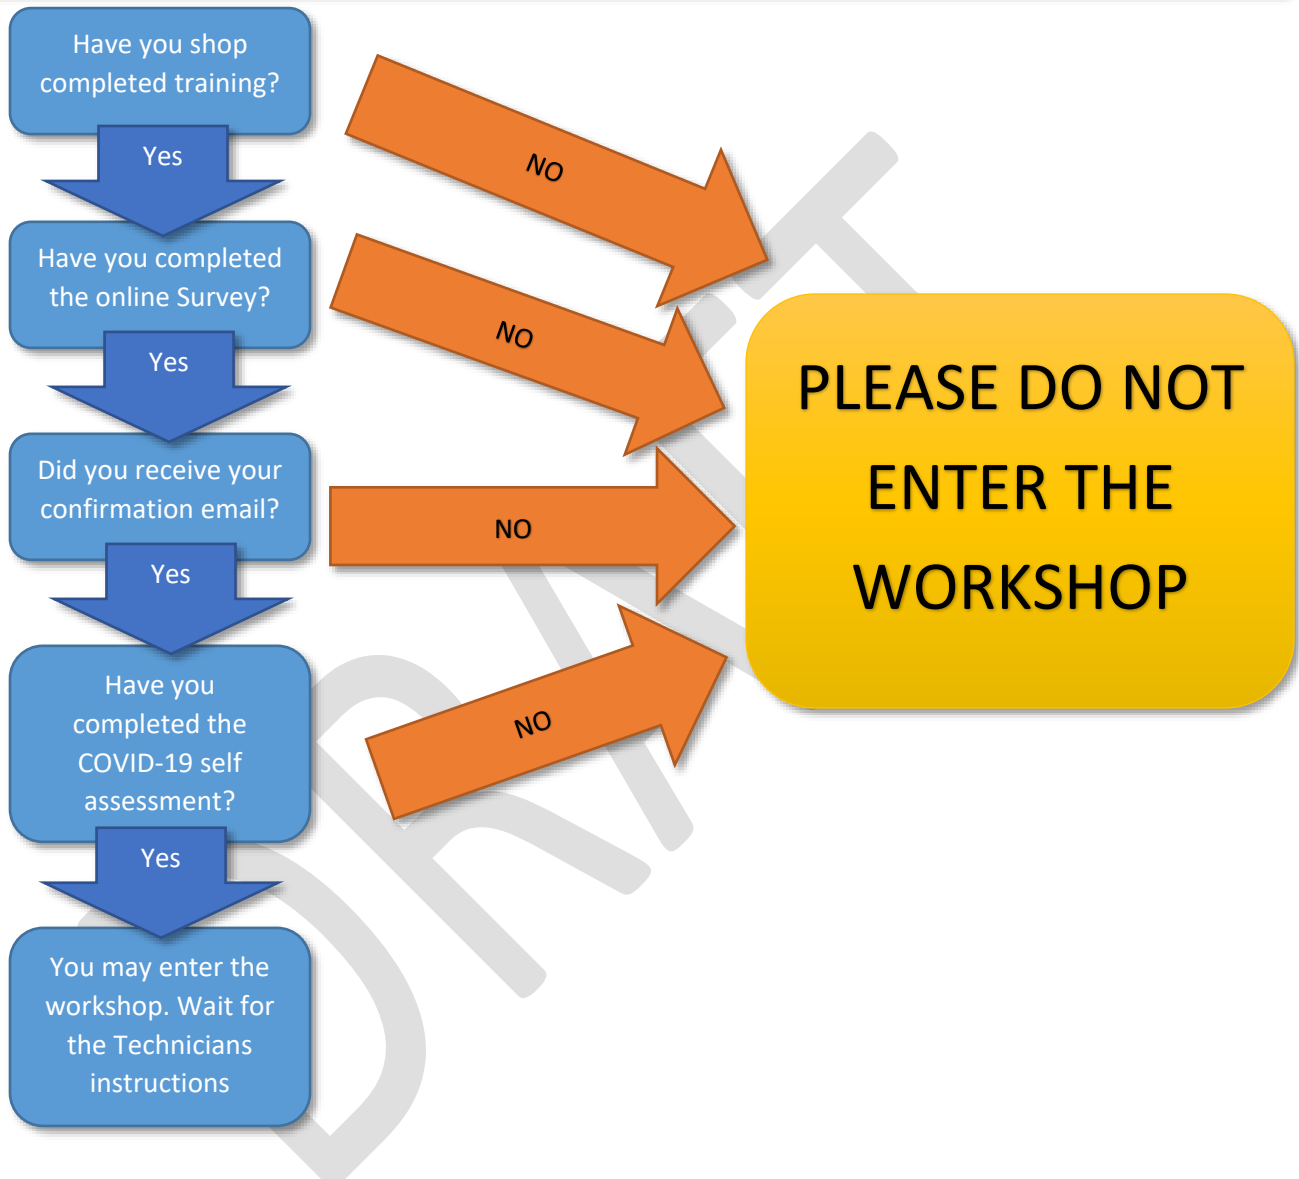 Have you shop
completed training?
Yes
NO
Have you completed
the online Survey?
Yes
NO
Did you receive your
confirmation email?
Yes
NO
Have you
completed the
COVID-19 self
assessment?
Yes
NO
You may enter the
workshop. Wait for
the Technicians
instructions
PLEASE DO NOT
ENTER THE
WORKSHOP
DRAFT